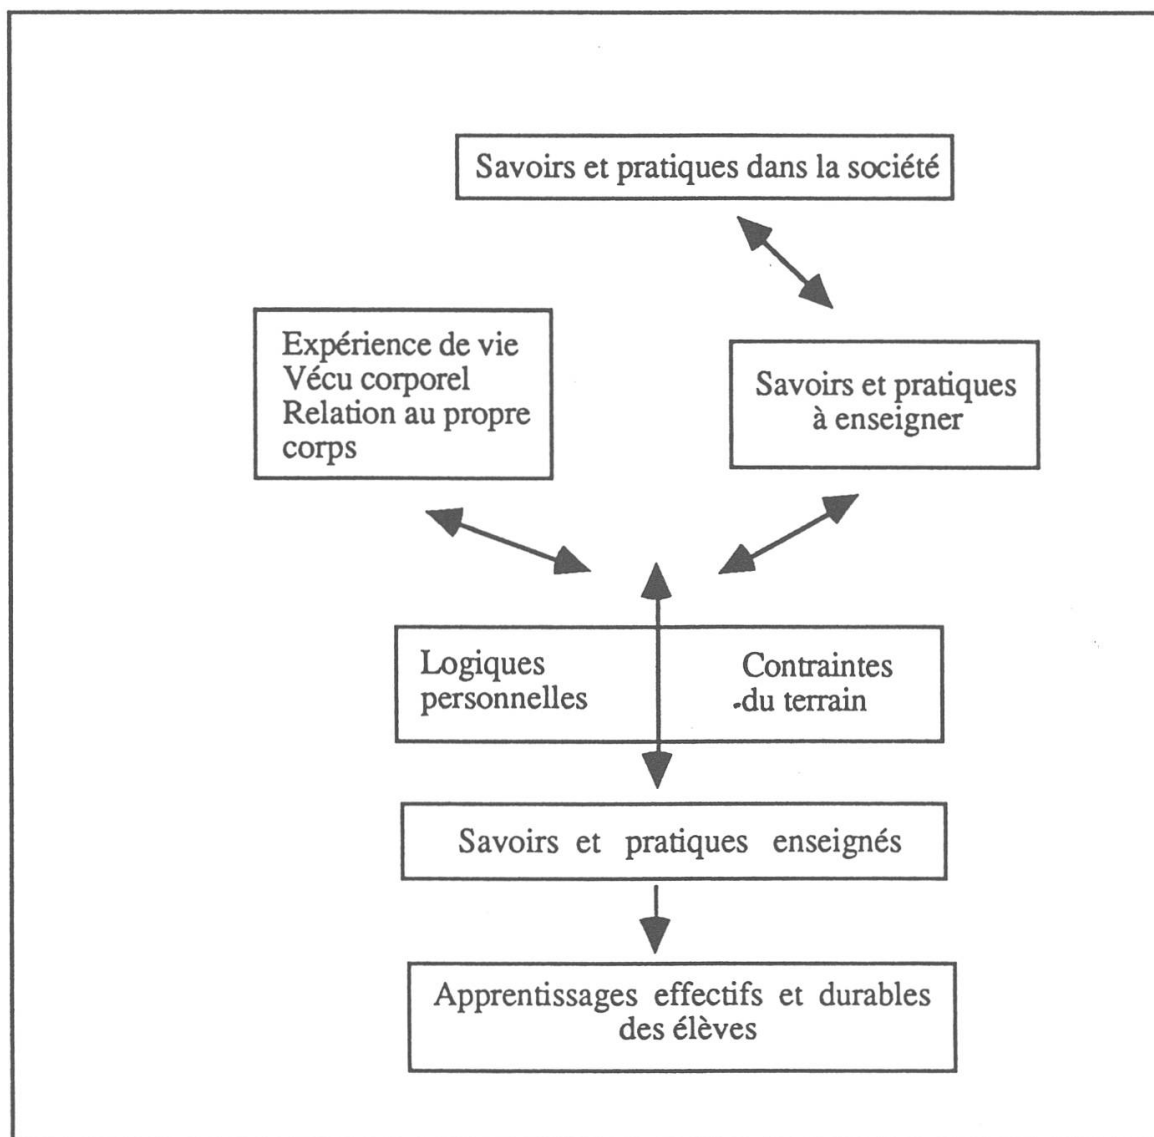 Savoirs et pratiques dans la société
Expérience de vie
Vécu corporel
Relation au propre
corps
Savoirs et pratiques
à enseigner
Logiques
personnelles
Contraintes
du terrain
Savoirs et pratiques enseignés
Apprentissages effectifs et durables
des élèves